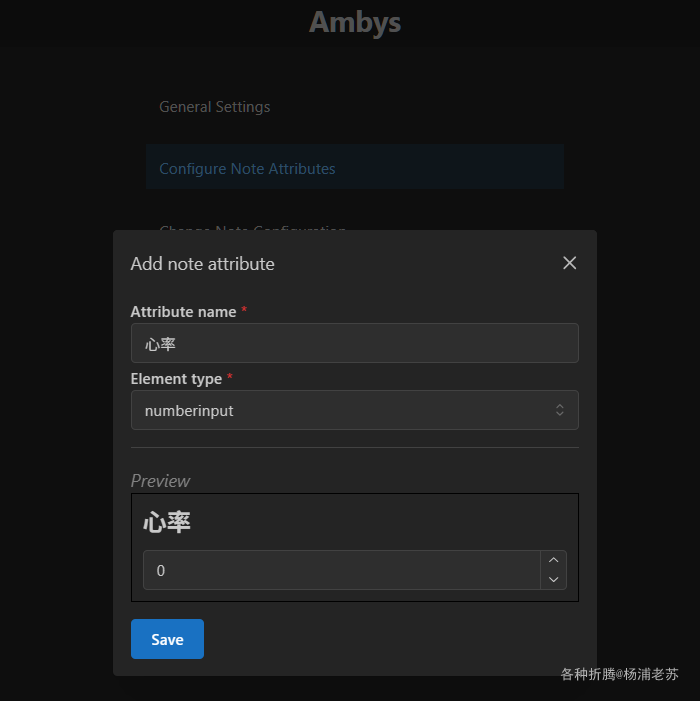 Ambys
General Settings
Configure Note Attributes
Change Note Configuration
Add note attribute
Attribute name *
心率
Element type *
numberinput
Preview
心率
0
Save
各种折腾@杨浦老苏